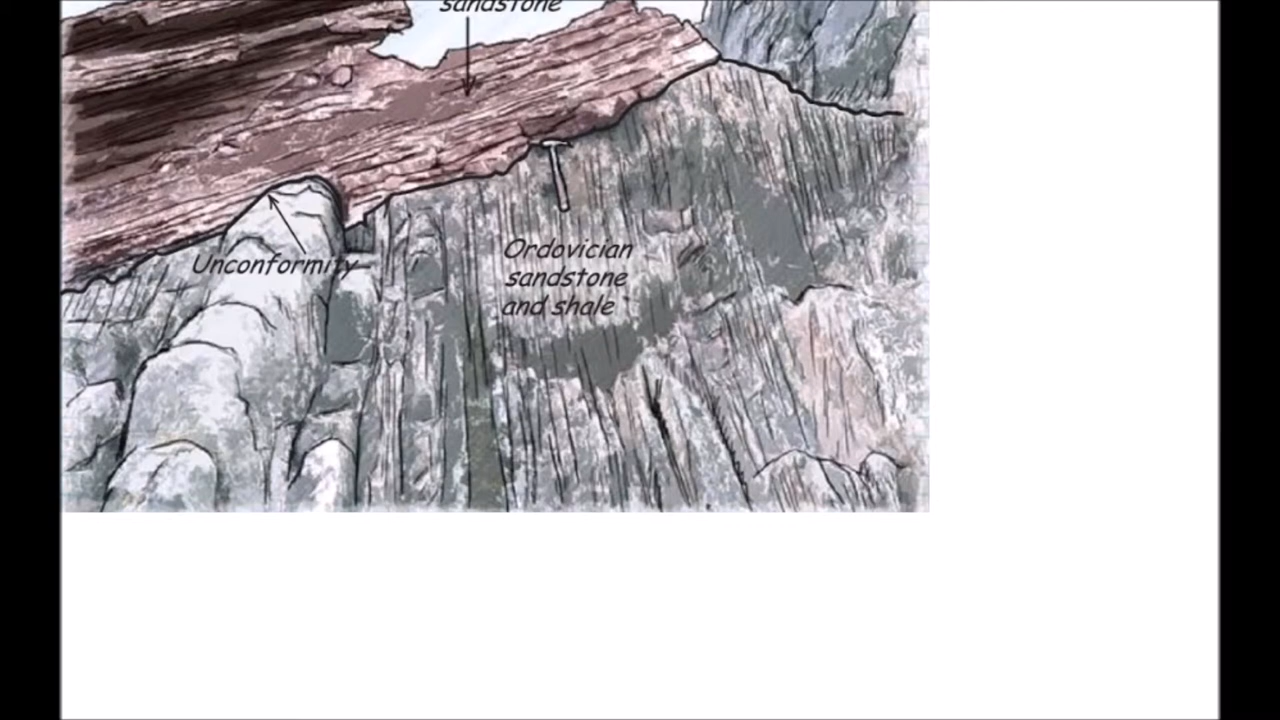 sandstone
Unconformity
Ordovician
sandstone
and shale